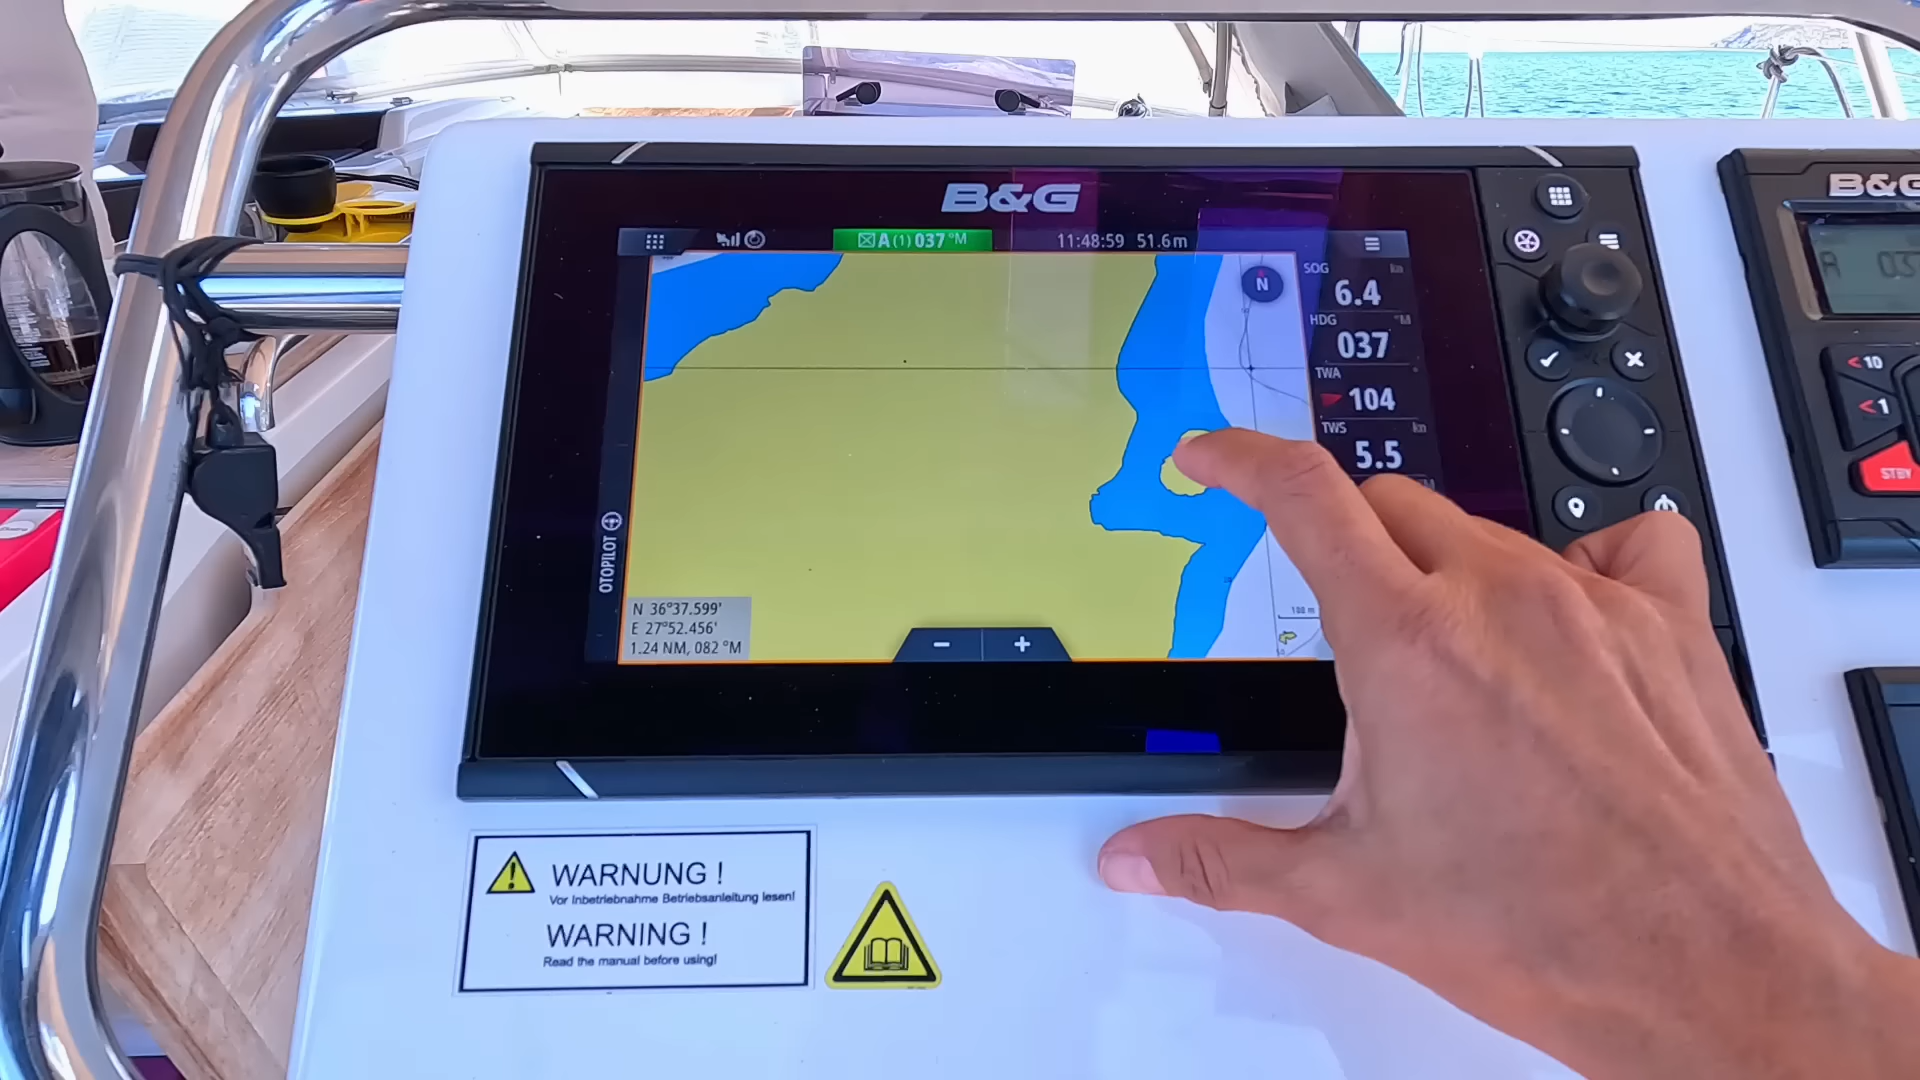 B&G
A (1) 037 °M
11:48:59 51.6m
N
SOG kn
6.4
HDG °M
037
TWA °
104
TWS kn
5.5
OTOPILOT
N 36°37.599'
E 27°52.456'
1.24 NM, 082 °M
- +
100 m
B&G
A 037
< 10
< 1
STBY
WARNUNG !
Vor Inbetriebnahme Betriebsanleitung lesen!
WARNING !
Read the manual before using!